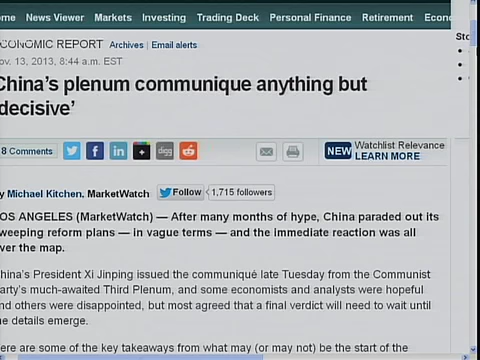 ome News Viewer Markets Investing Trading Deck Personal Finance Retirement Econo
CONOMIC REPORT Archives | Email alerts
Sto
ov. 13, 2013, 8:44 a.m. EST
China's plenum communique anything but
decisive'
8 Comments
digg
NEW Watchlist Relevance
LEARN MORE
y Michael Kitchen, MarketWatch Follow 1,715 followers
OS ANGELES (MarketWatch) — After many months of hype, China paraded out its
weeping reform plans — in vague terms — and the immediate reaction was all
ver the map.
hina's President Xi Jinping issued the communiqué late Tuesday from the Communist
arty's much-awaited Third Plenum, and some economists and analysts were hopeful
nd others were disappointed, but most agreed that a final verdict will need to wait until
he details emerge.
ere are some of the key takeaways from what may (or may not) be the start of the